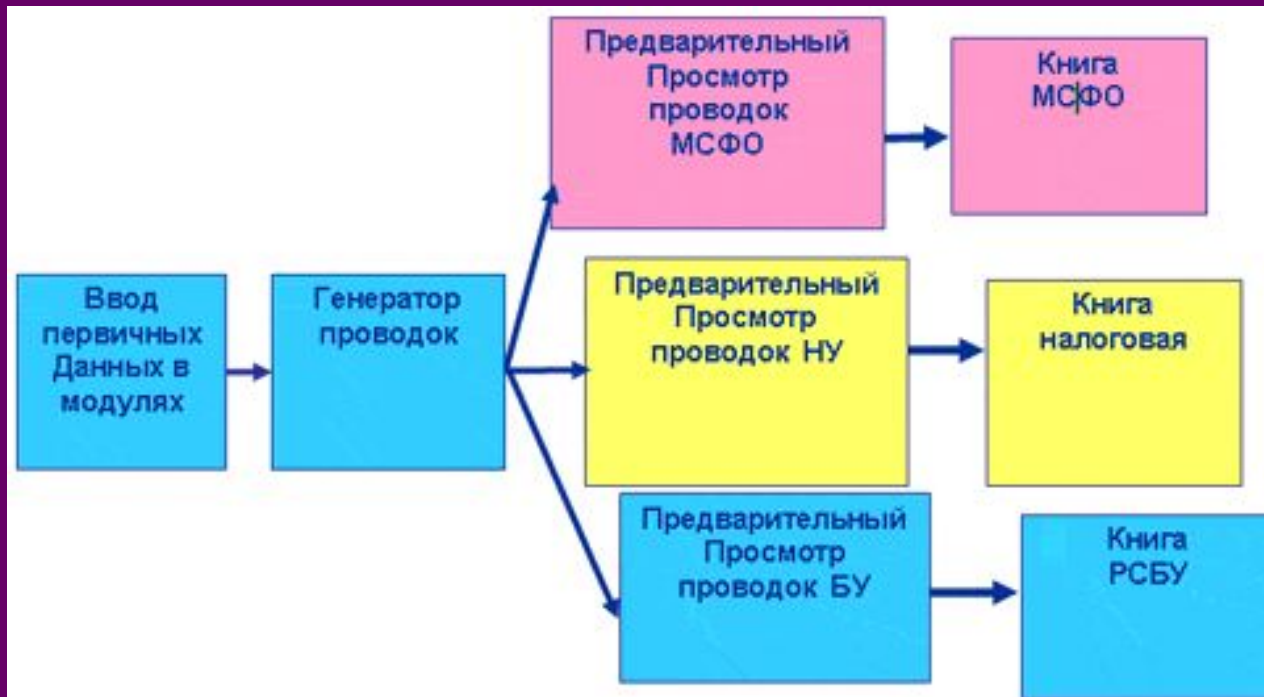 Предварительный
Просмотр
проводок
МСФО
Книга
МСФО
Ввод
первичных
Данных в
модулях
Генератор
проводок
Предварительный
Просмотр
проводок НУ
Книга
налоговая
Предварительный
Просмотр
проводок БУ
Книга
РСБУ